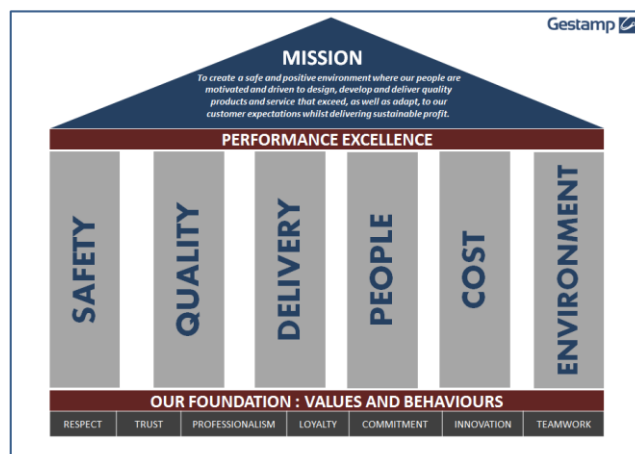 Gestamp
MISSION
To create a safe and positive environment where our people are
motivated and driven to design, develop and deliver quality
products and service that exceed, as well as adapt, to our
customer expectations whilst delivering sustainable profit.
PERFORMANCE EXCELLENCE
SAFETY
QUALITY
DELIVERY
PEOPLE
COST
ENVIRONMENT
OUR FOUNDATION : VALUES AND BEHAVIOURS
RESPECT TRUST PROFESSIONALISM LOYALTY COMMITMENT INNOVATION TEAMWORK